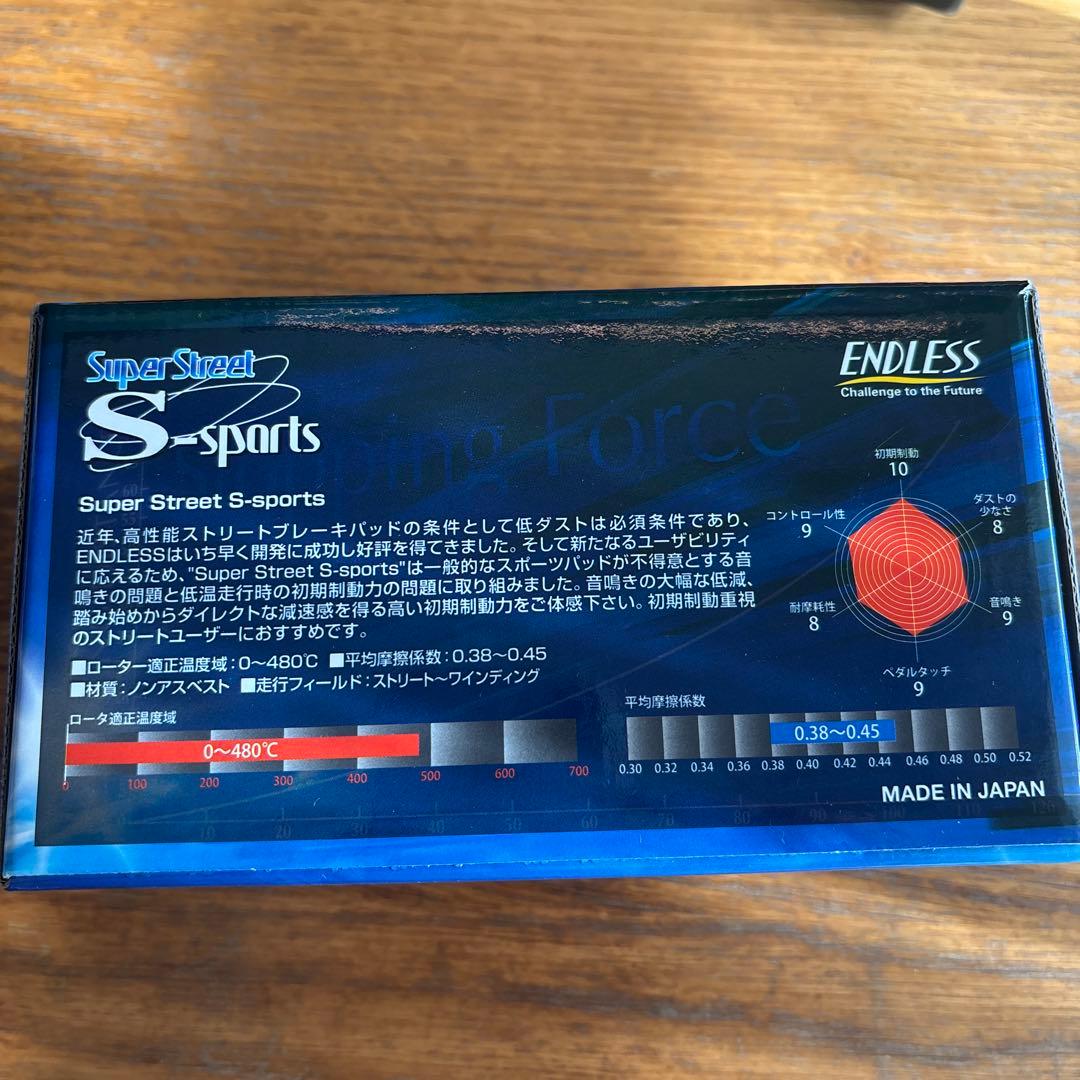 Super Street
S-sports
ENDLESS
Challenge to the Future
Super Street S-sports
近年、高性能ストリートブレーキパッドの条件として低ダストは必須条件であり、
ENDLESSはいち早く開発に成功し好評を得てきました。そして新たなるユーザビリティ
に応えるため、"Super Street S-sports"は一般的なスポーツパッドが不得意とする音
鳴きの問題と低温走行時の初期制動力の問題に取り組みました。音鳴きの大幅な低減、
踏み始めからダイレクトな減速感を得る高い初期制動力をご体感下さい。初期制動重視
のストリートユーザーにおすすめです。
■ローター適正温度域：0～480℃ ■平均摩擦係数：0.38～0.45
■材質：ノンアスベスト ■走行フィールド：ストリート～ワインディング
初期制動
10
ダストの
少なさ
8
音鳴き
9
ペダルタッチ
9
耐摩耗性
8
コントロール性
9
ロータ適正温度域
0～480℃
0 100 200 300 400 500 600 700
平均摩擦係数
0.38～0.45
0.30 0.32 0.34 0.36 0.38 0.40 0.42 0.44 0.46 0.48 0.50 0.52
MADE IN JAPAN